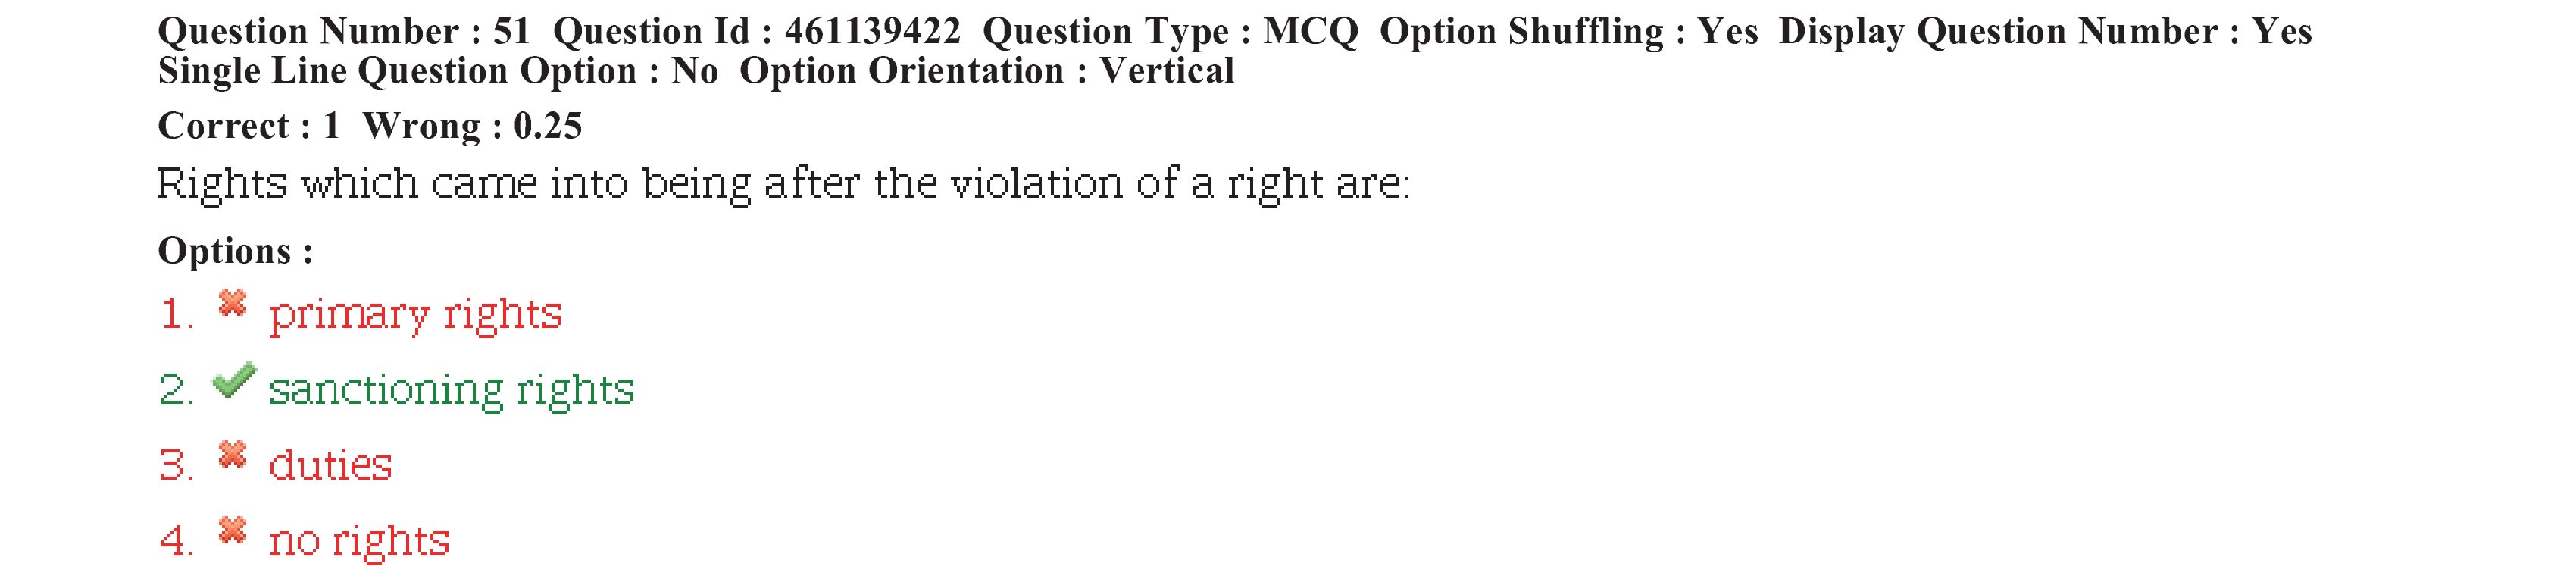 Question Number : 51 Question Id : 461139422 Question Type : MCQ Option Shuffling : Yes Display Question Number : Yes
Single Line Question Option : No Option Orientation : Vertical
Correct : 1 Wrong : 0.25
Rights which came into being after the violation of a right are:
Options :
1. primary rights
2. sanctioning rights
3. duties
4. no rights